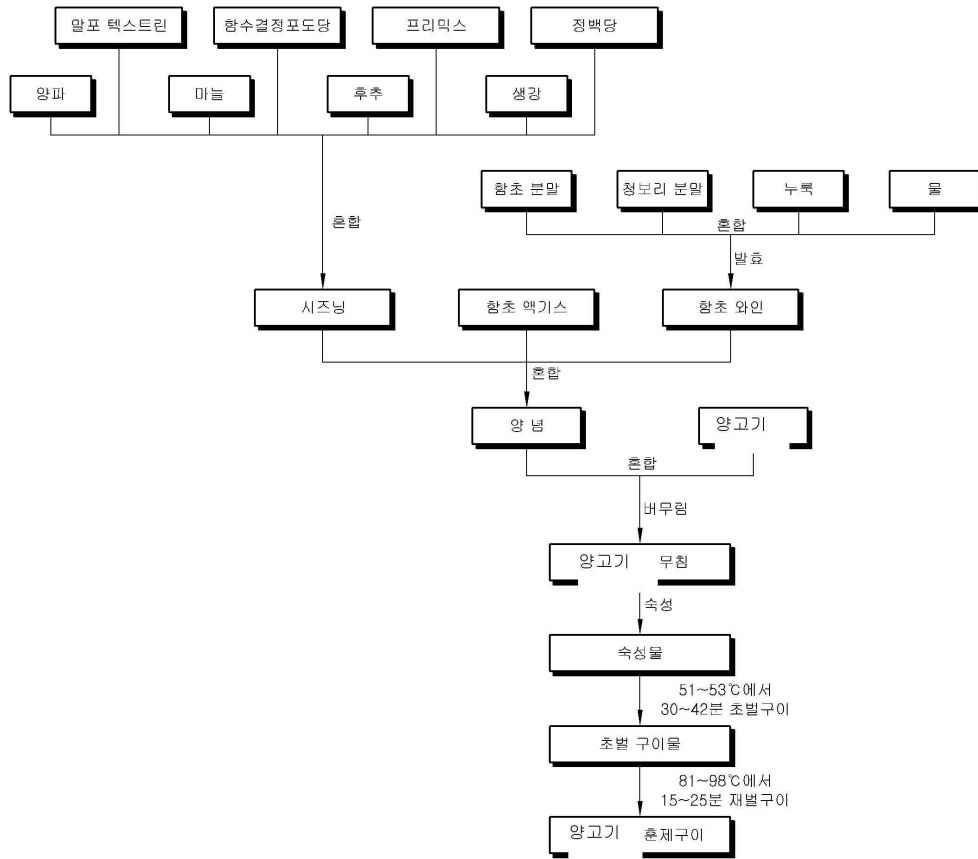 말포 텍스트린
함수결정포도당
프리믹스
정백당
양파
마늘
후추
생강
혼합
함초 분말
청보리 분말
누룩
물
혼합
발효
시즈닝
함초 액기스
함초 와인
혼합
양 념
양고기
혼합
버무림
양고기 무침
숙성
숙성물
51~53℃에서
30~42분 초벌구이
초벌 구이물
81~98℃에서
15~25분 재벌구이
양고기 훈제구이